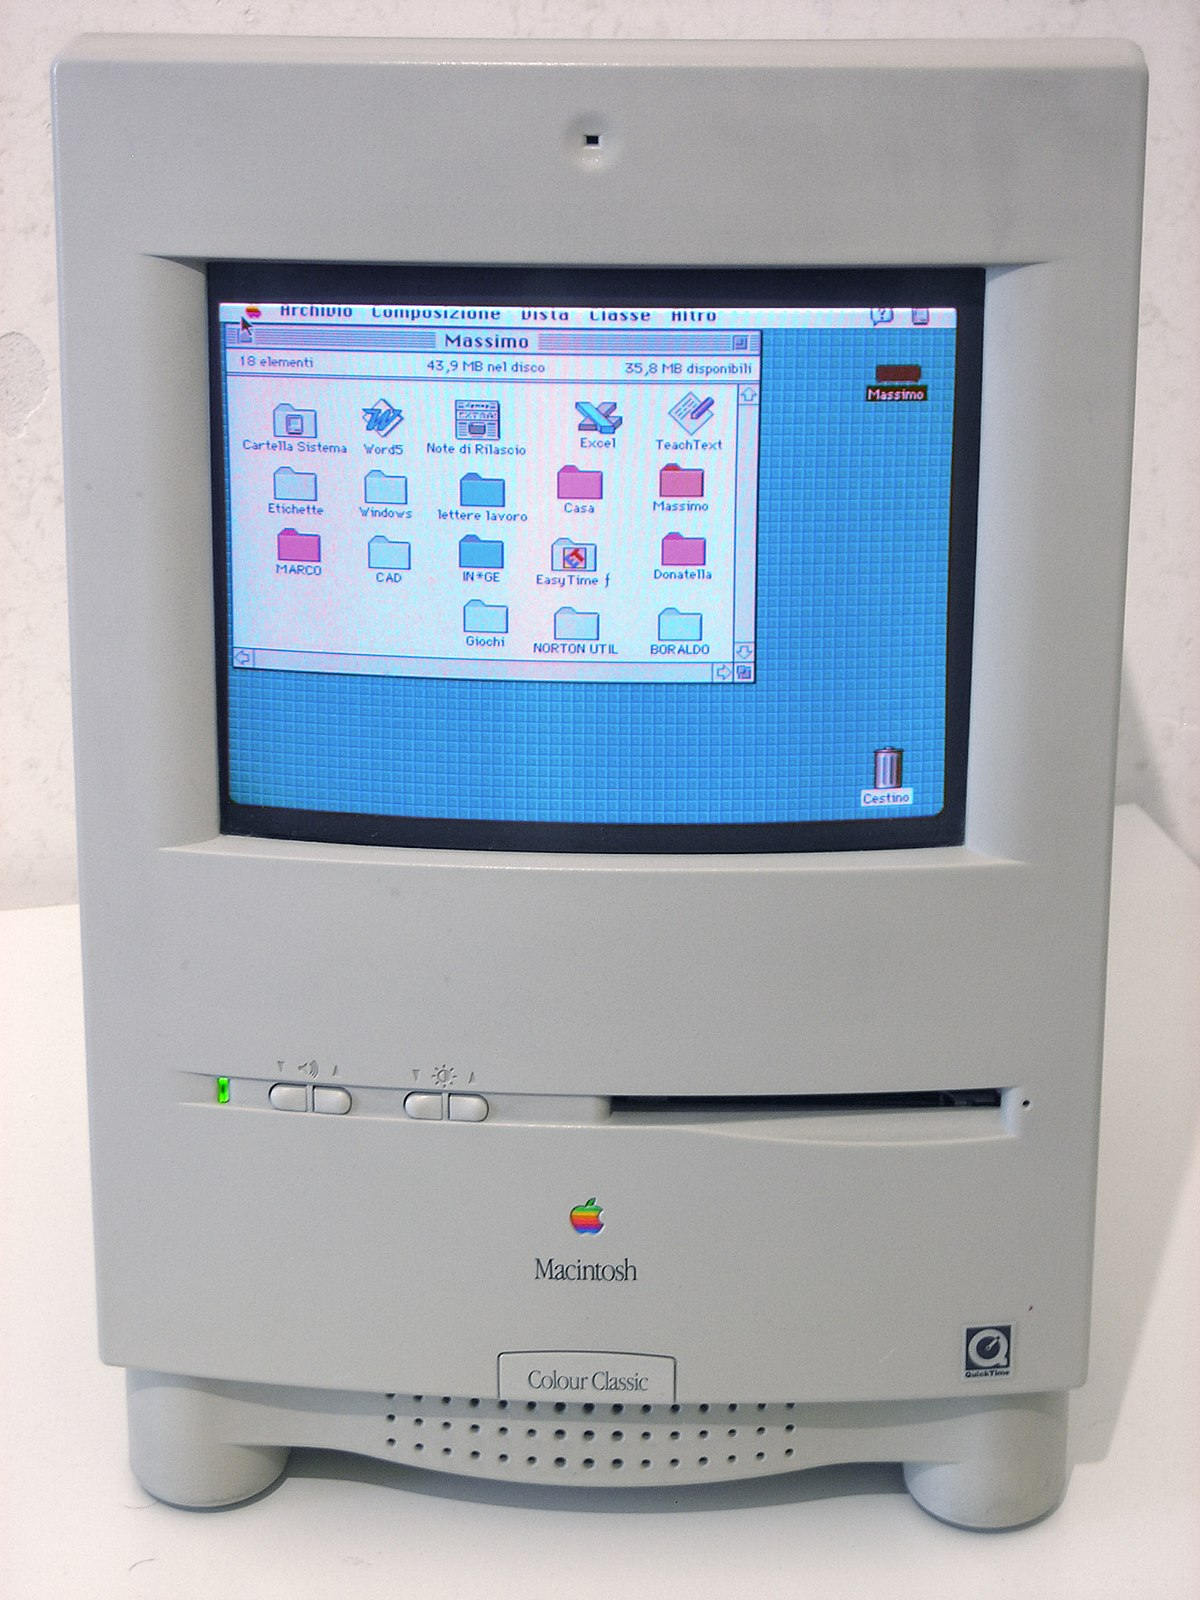 Archivio Composizione Vista Classe Altro
Massimo
18 elementi 43,9 MB nel disco 35,8 MB disponibili
Massimo
EXTRA!
Cartella Sistema Word5 Note di Rilascio Excel TeachText
Etichette Windows lettere lavoro Casa Massimo
MARCO CAD IN*GE EasyTime ƒ Donatella
Giochi NORTON UTIL BORALDO
Cestino
Macintosh
QuickTime
Colour Classic